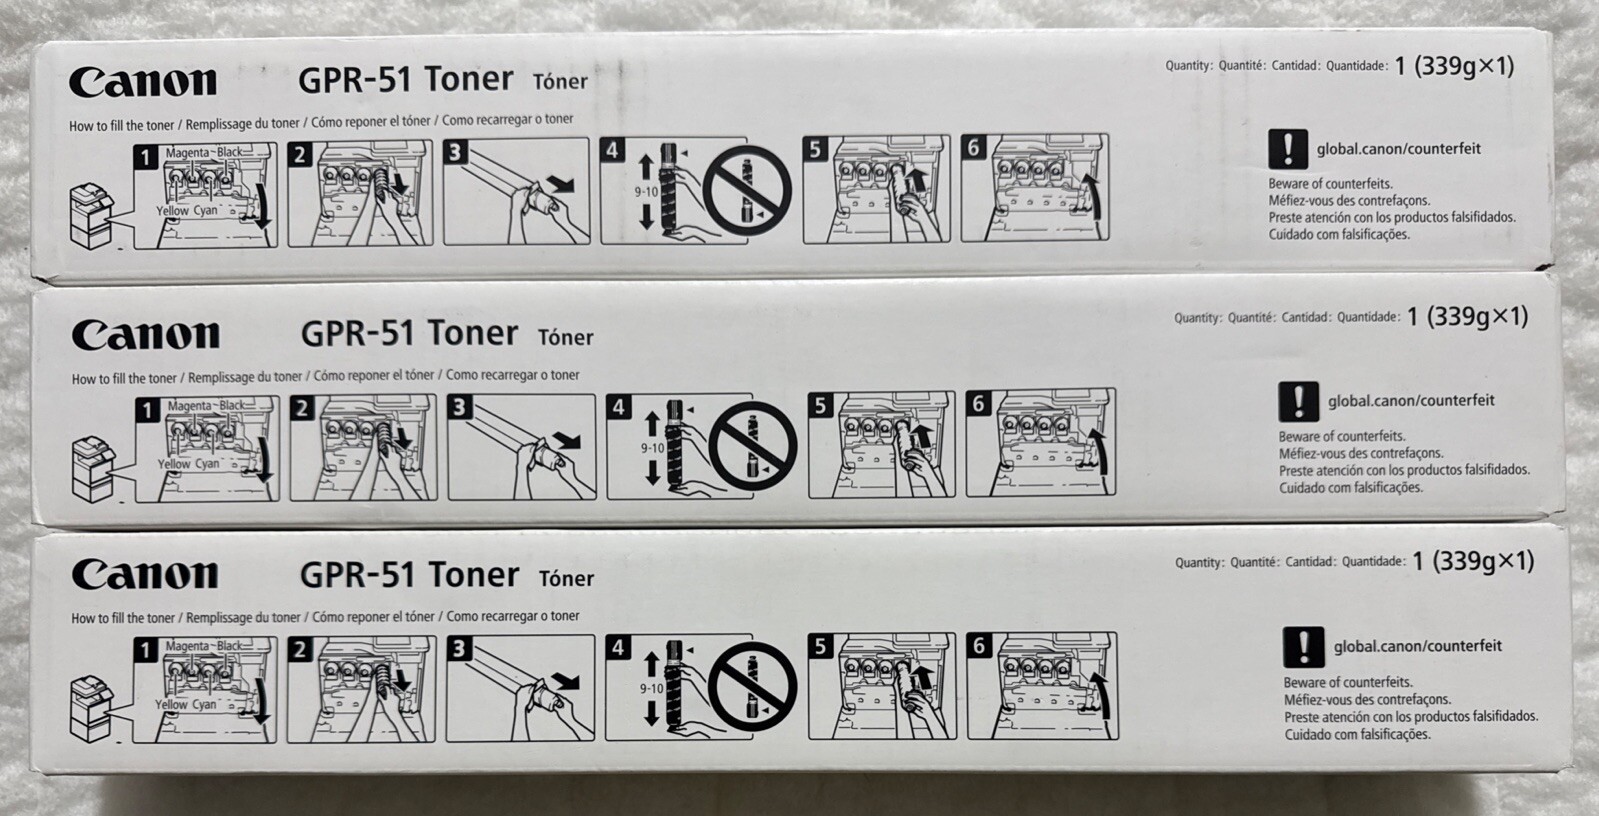 Canon GPR-51 Toner Tóner Quantity: Quantité: Cantidad: Quantidade: 1 (339g×1)
How to fill the toner / Remplissage du toner / Cómo reponer el tóner / Como recarregar o toner
1 Magenta Black
Yellow Cyan
2
3
4
9-10
5
6
! global.canon/counterfeit
Beware of counterfeits.
Méfiez-vous des contrefaçons.
Preste atención con los productos falsifidados.
Cuidado com falsificações.
Canon GPR-51 Toner Tóner Quantity: Quantité: Cantidad: Quantidade: 1 (339g×1)
How to fill the toner / Remplissage du toner / Cómo reponer el tóner / Como recarregar o toner
1 Magenta Black
Yellow Cyan
2
3
4
9-10
5
6
! global.canon/counterfeit
Beware of counterfeits.
Méfiez-vous des contrefaçons.
Preste atención con los productos falsifidados.
Cuidado com falsificações.
Canon GPR-51 Toner Tóner Quantity: Quantité: Cantidad: Quantidade: 1 (339g×1)
How to fill the toner / Remplissage du toner / Cómo reponer el tóner / Como recarregar o toner
1 Magenta Black
Yellow Cyan
2
3
4
9-10
5
6
! global.canon/counterfeit
Beware of counterfeits.
Méfiez-vous des contrefaçons.
Preste atención con los productos falsifidados.
Cuidado com falsificações.